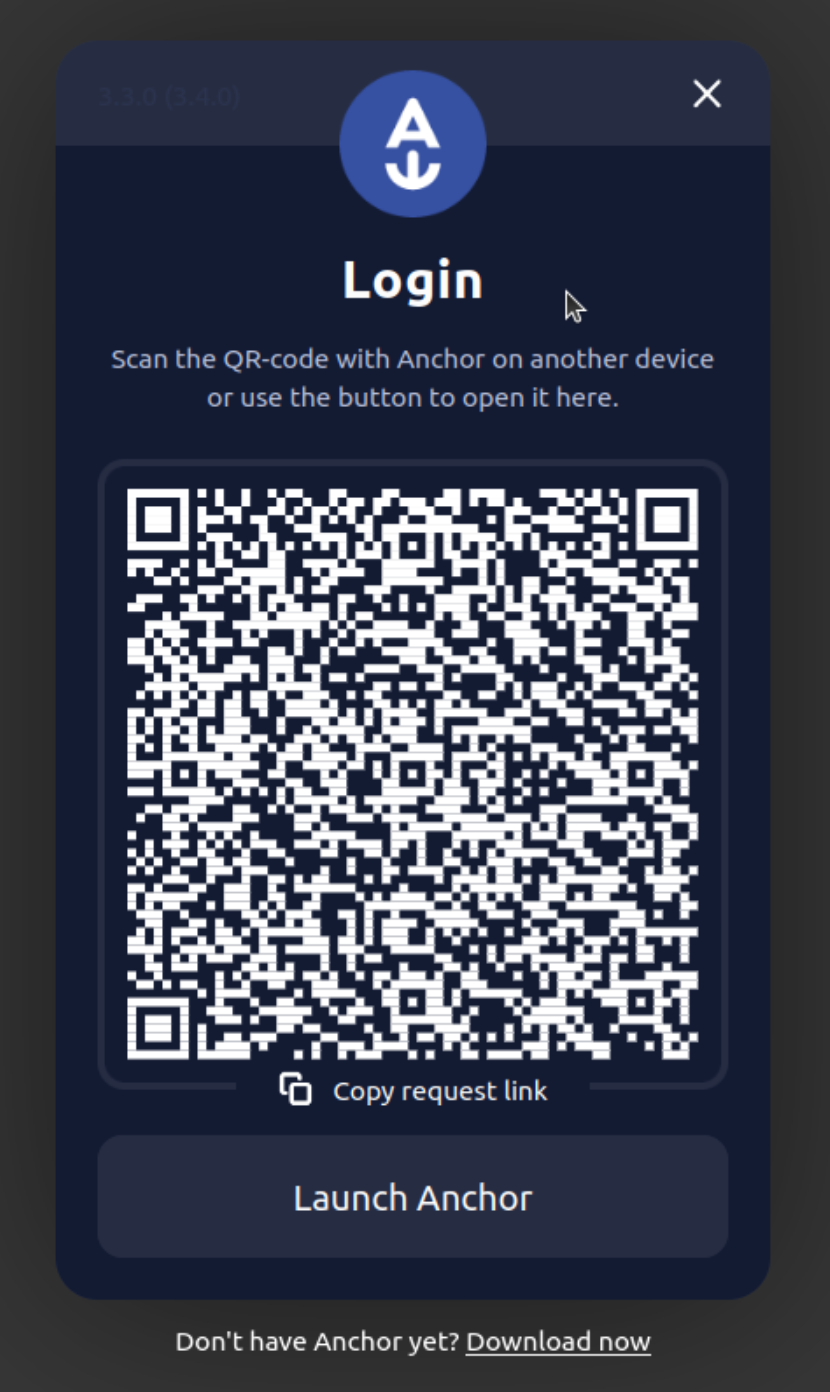 3.3.0 (3.4.0)
Login
Scan the QR-code with Anchor on another device
or use the button to open it here.
Copy request link
Launch Anchor
Don't have Anchor yet? Download now